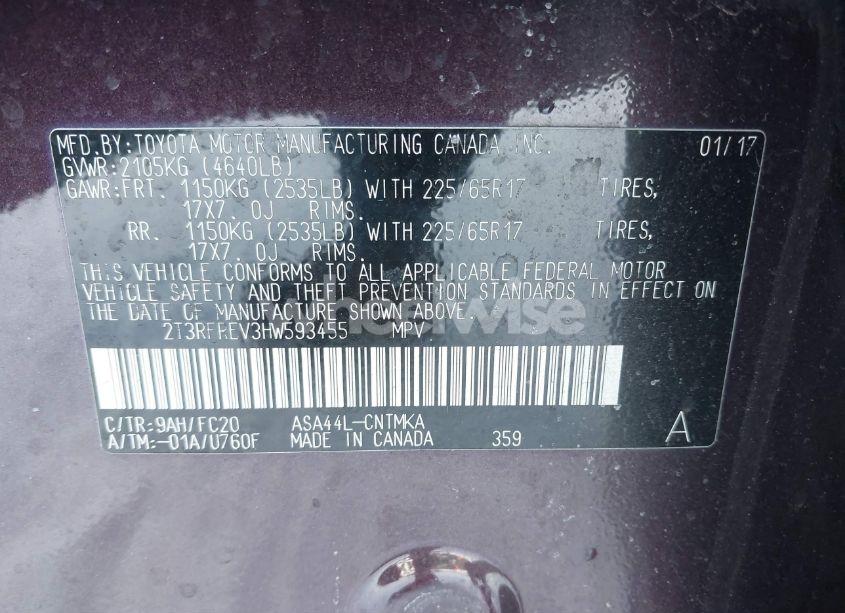 MFD.BY:TOYOTA MOTOR MANUFACTURING CANADA, INC. 01/17
GVWR:2105KG (4640LB)
GAWR:FRT. 1150KG (2535LB) WITH 225/65R17 TIRES,
17X7.0J RIMS.
RR. 1150KG (2535LB) WITH 225/65R17 TIRES,
17X7.0J RIMS.
THIS VEHICLE CONFORMS TO ALL APPLICABLE FEDERAL MOTOR
VEHICLE SAFETY AND THEFT PREVENTION STANDARDS IN EFFECT ON
THE DATE OF MANUFACTURE SHOWN ABOVE.
2T3RFREV3HW593455 MPV
C/TR:9AH/FC20 ASA44L-CNTMKA
A/TM:-01A/U760F MADE IN CANADA 359 A